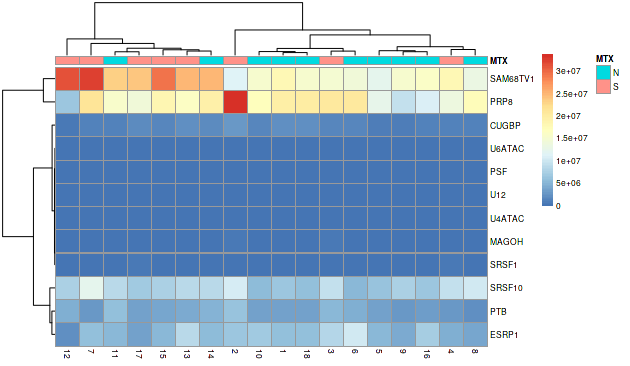 MTX
SAM68TV1
PRP8
CUGBP
U6ATAC
PSF
U12
U4ATAC
MAGOH
SRSF1
SRSF10
PTB
ESRP1
12 7 11 17 15 13 14 2 10 1 18 3 6 5 9 16 4 8
3e+07
2.5e+07
2e+07
1.5e+07
1e+07
5e+06
0
MTX
N
S